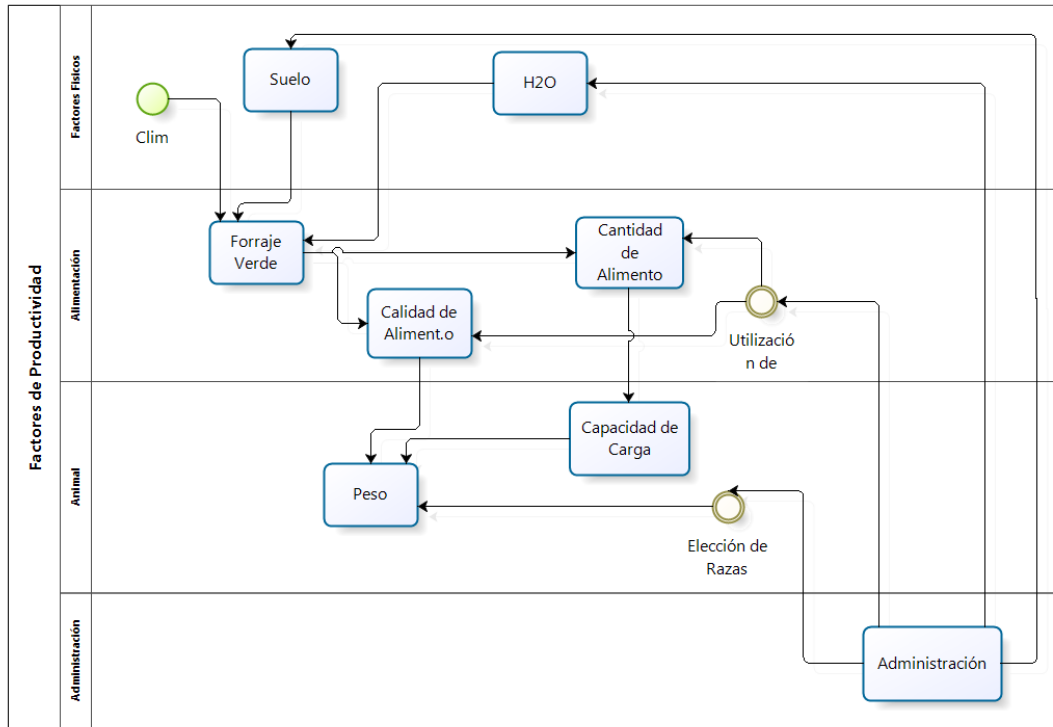 Factores de Productividad
Factores Físicos
Suelo
H2O
Clim
Alimentación
Forraje
Verde
Cantidad
de
Alimento
Calidad de
Aliment.o
Utilizació
n de
Animal
Capacidad de
Carga
Peso
Elección de
Razas
Administración
Administración